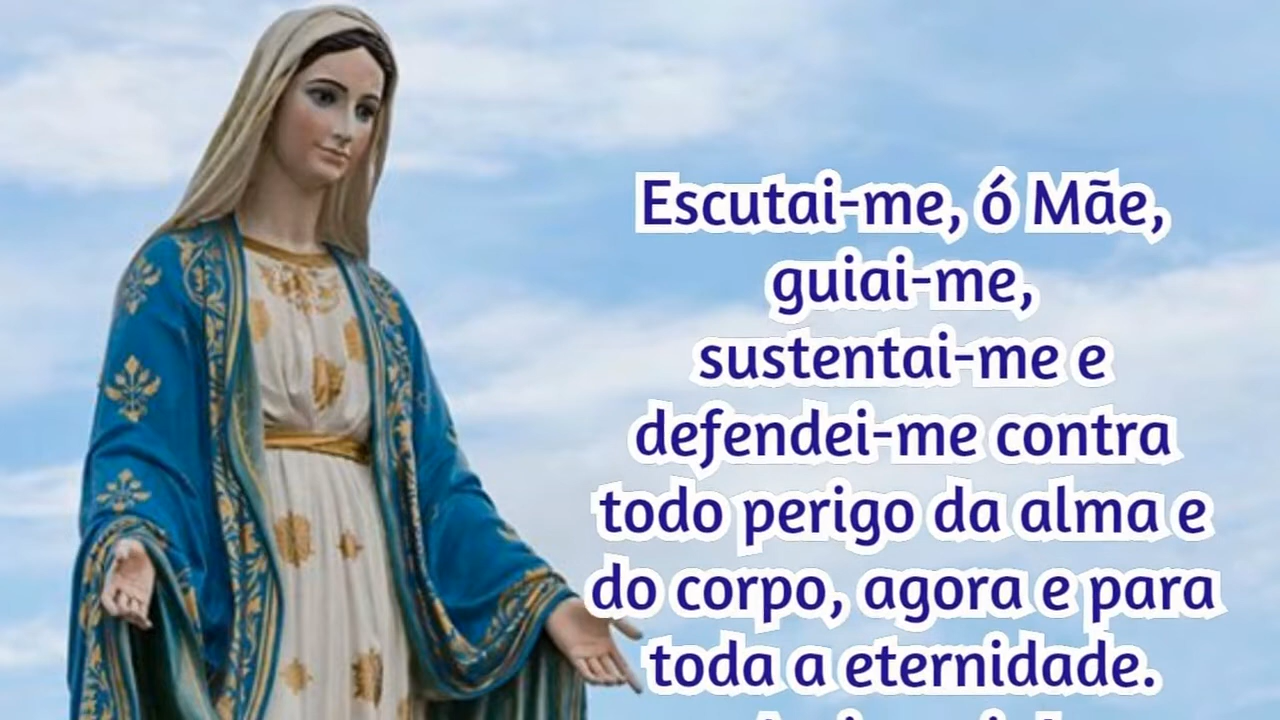 Escutai-me, ó Mãe,
guiai-me,
sustentai-me e
defendei-me contra
todo perigo da alma e
do corpo, agora e para
toda a eternidade.